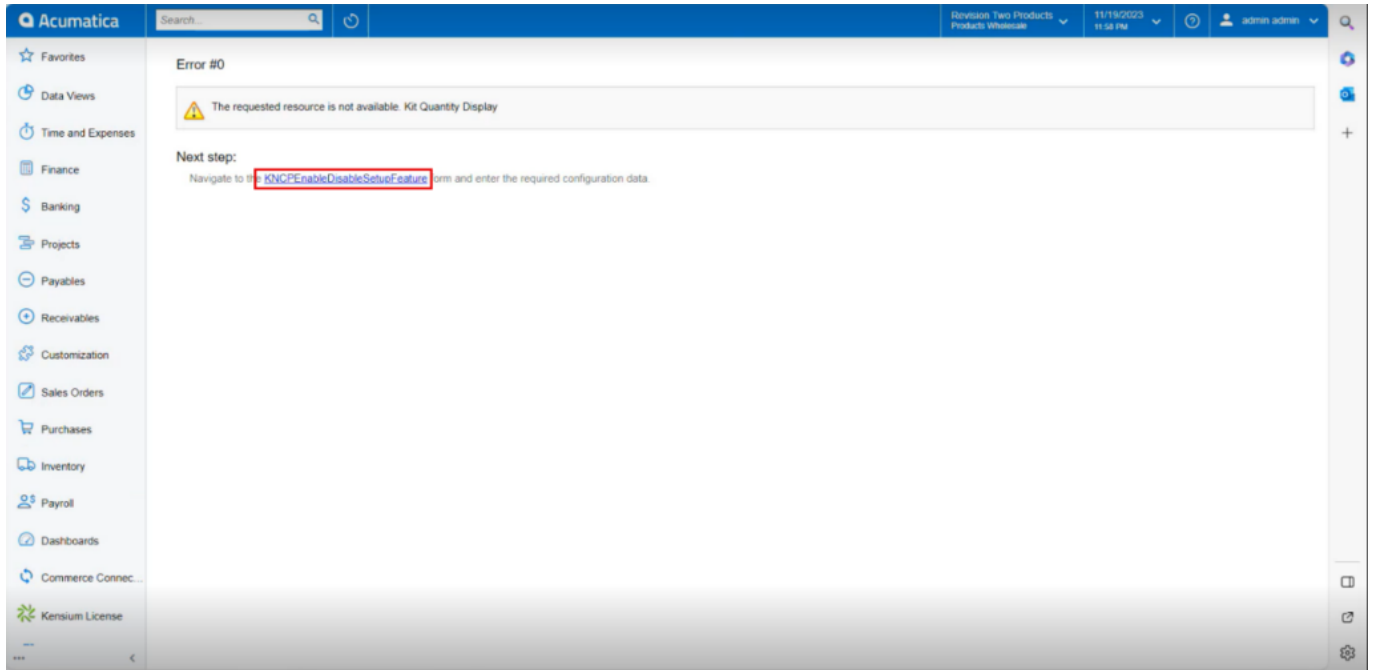 Acumatica
Search...
Revision Two Products
Products Wholesale
11/19/2023
11:58 PM
admin admin
Favorites
Data Views
Time and Expenses
Finance
Banking
Projects
Payables
Receivables
Customization
Sales Orders
Purchases
Inventory
Payroll
Dashboards
Commerce Connec...
Kensium License
Error #0
The requested resource is not available. Kit Quantity Display
Next step:
Navigate to the KNCPEnableDisableSetupFeature form and enter the required configuration data.